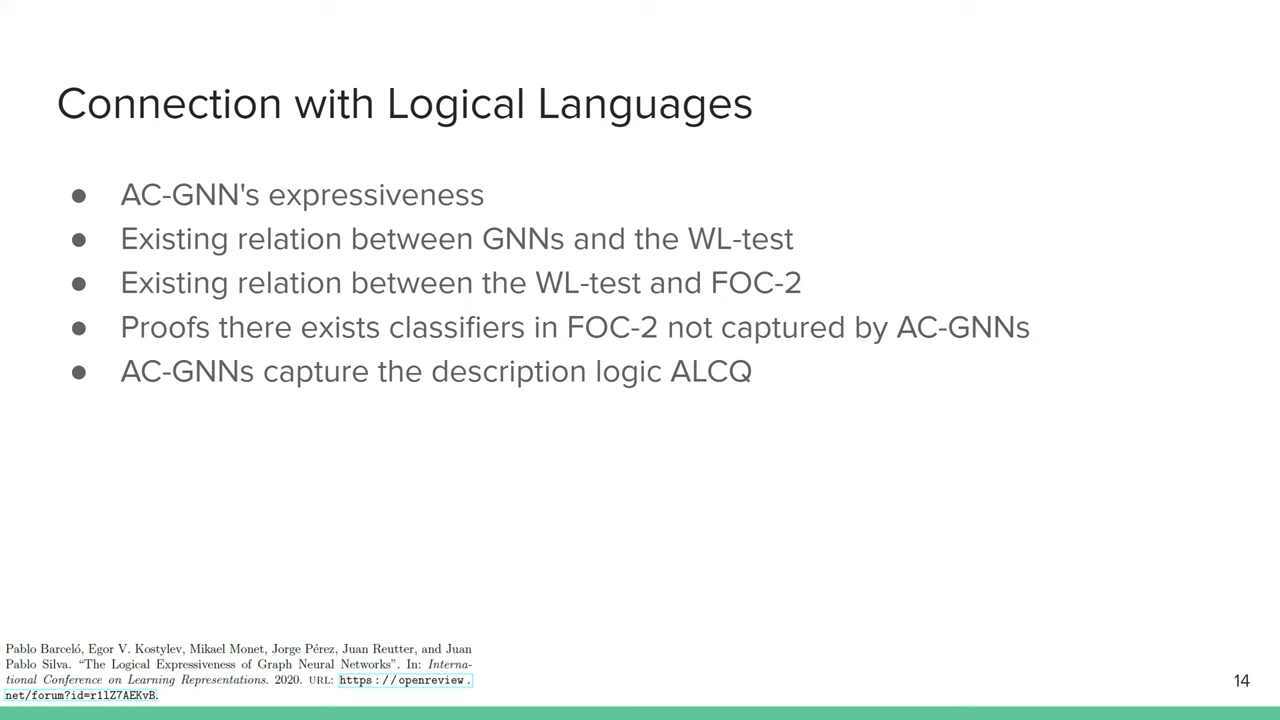 Connection with Logical Languages
● AC-GNN's expressiveness
● Existing relation between GNNs and the WL-test
● Existing relation between the WL-test and FOC-2
● Proofs there exists classifiers in FOC-2 not captured by AC-GNNs
● AC-GNNs capture the description logic ALCQ
Pablo Barceló, Egor V. Kostylev, Mikael Monet, Jorge Pérez, Juan Reutter, and Juan
Pablo Silva. “The Logical Expressiveness of Graph Neural Networks”. In: Interna-
tional Conference on Learning Representations. 2020. URL: https://openreview.
net/forum?id=r1lZ7AEKvB.
14